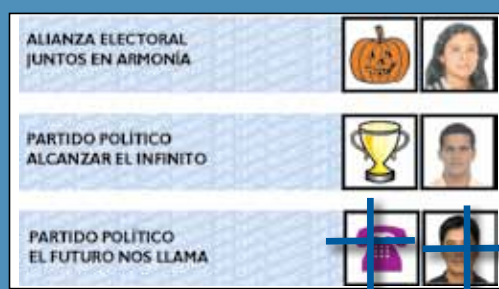 ALIANZA ELECTORAL
JUNTOS EN ARMONÍA
PARTIDO POLÍTICO
ALCANZAR EL INFINITO
PARTIDO POLÍTICO
EL FUTURO NOS LLAMA